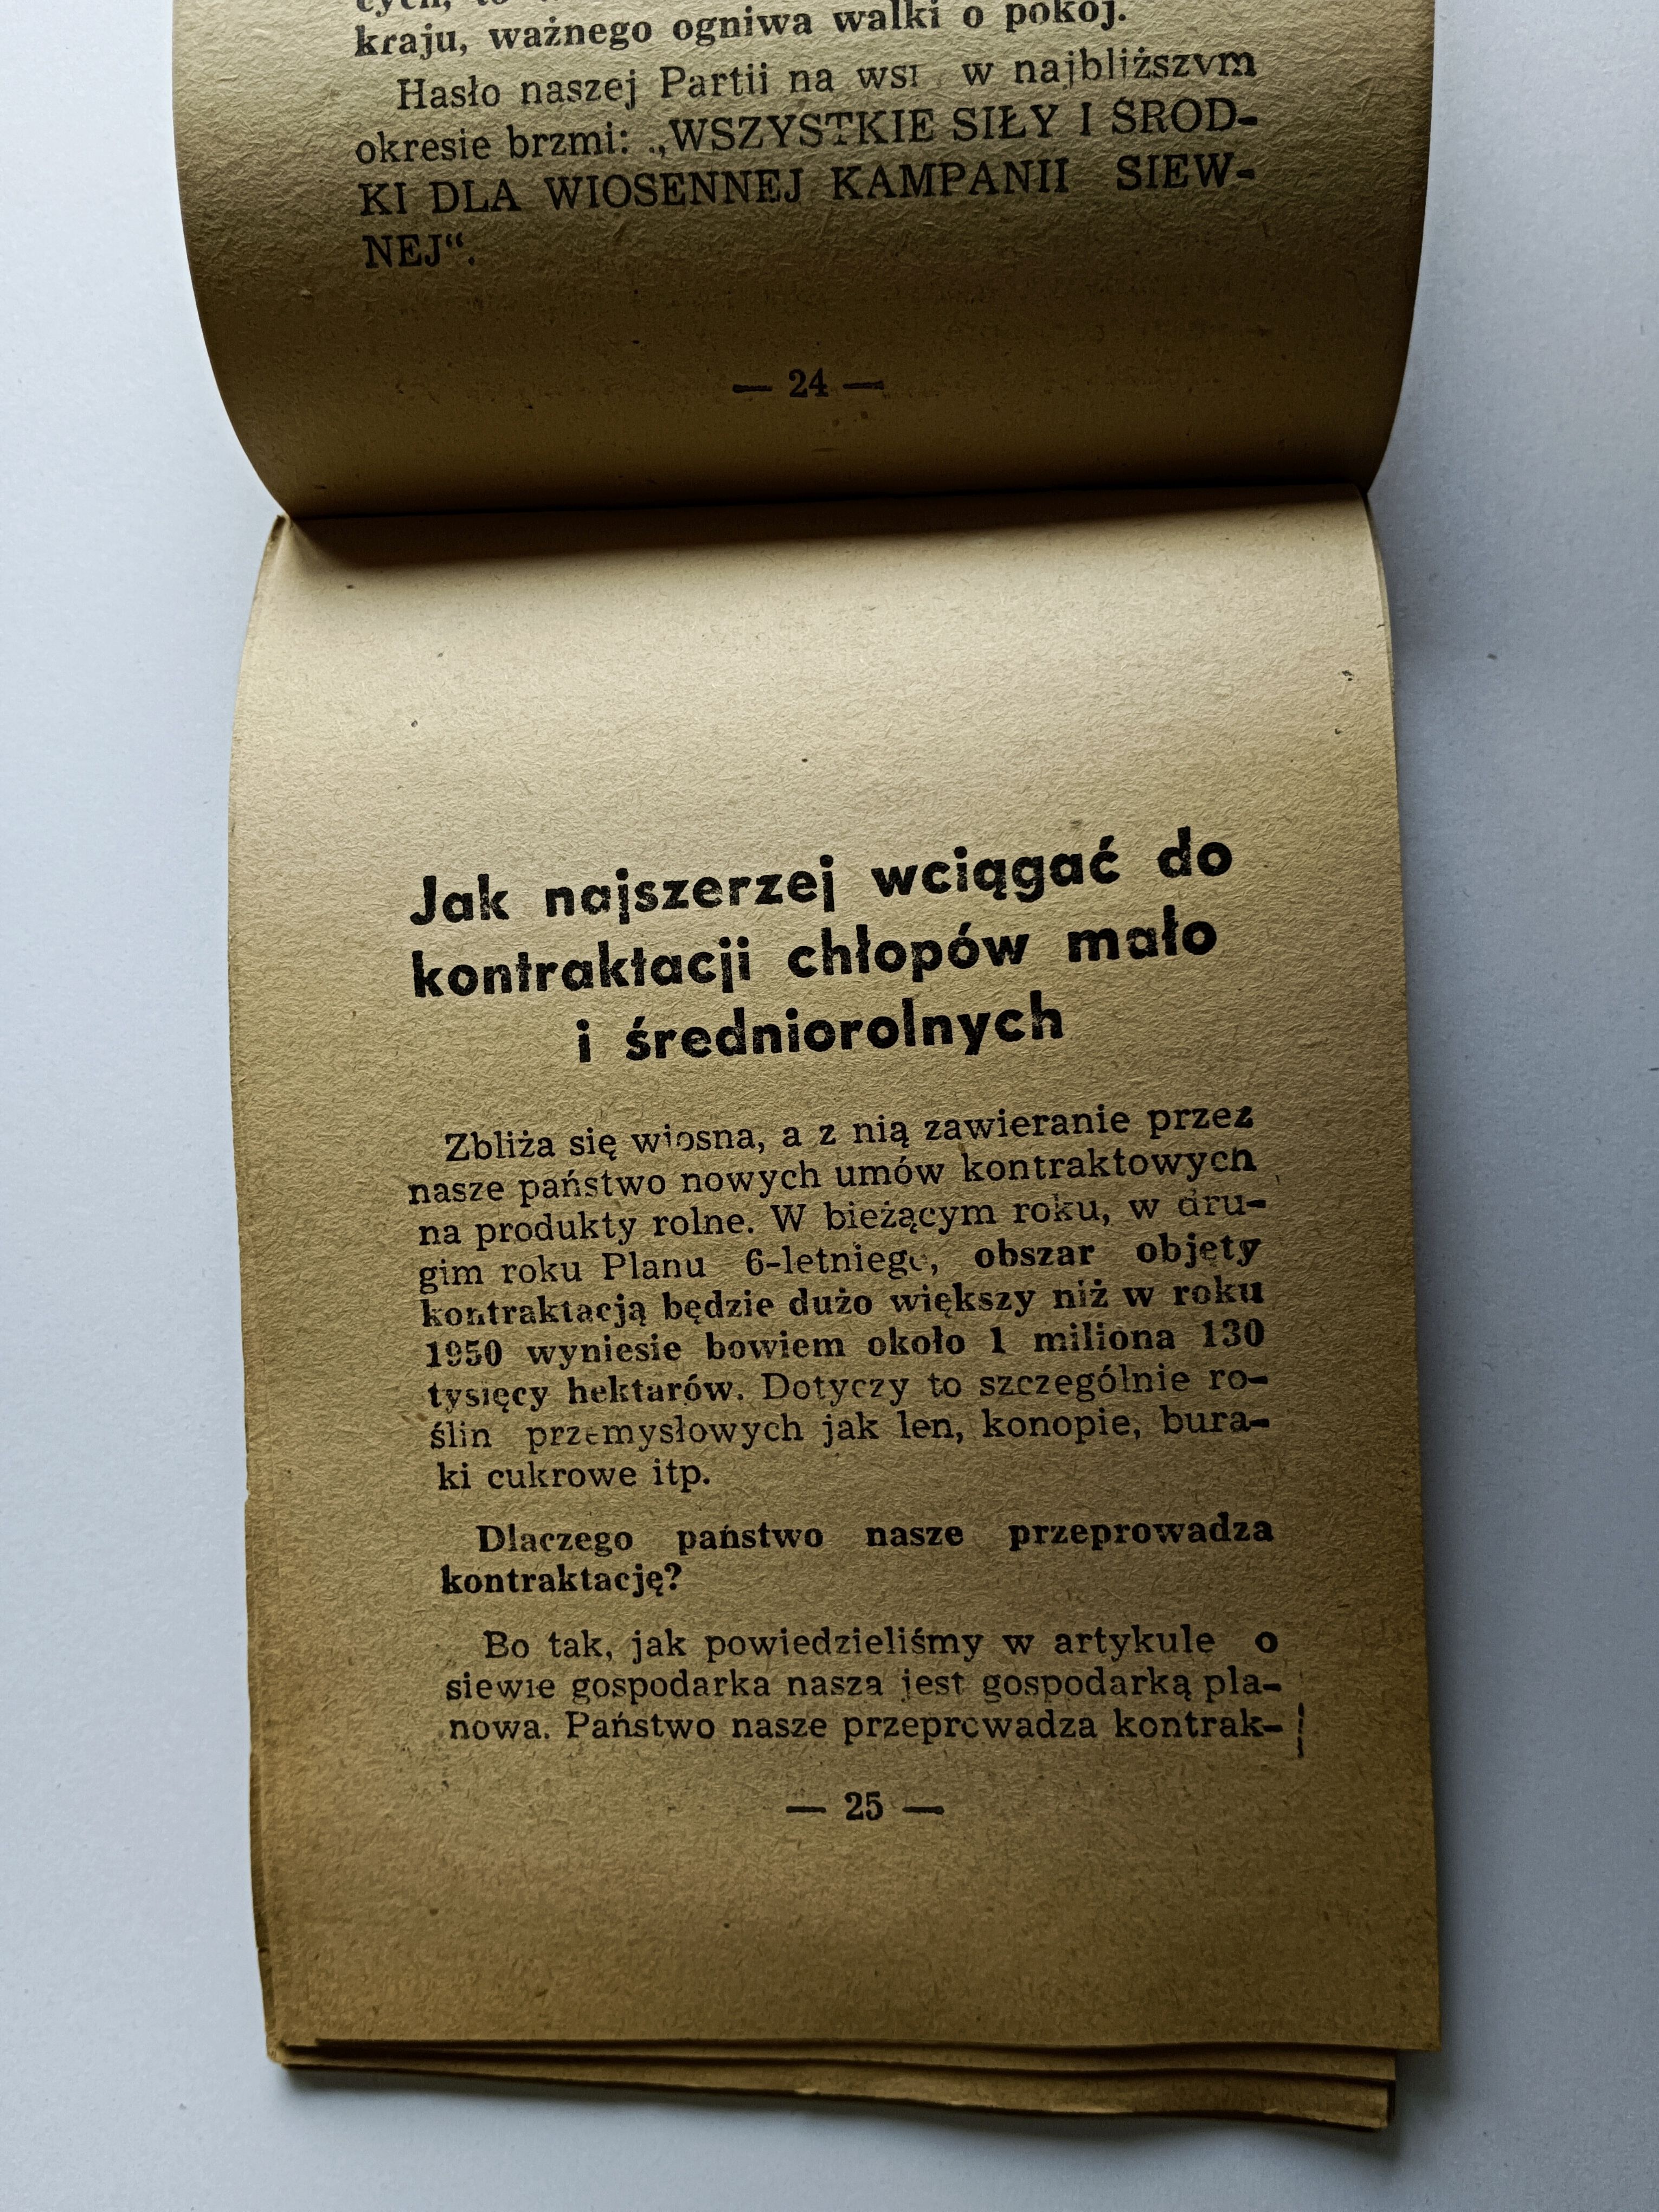 kraju, ważnego ogniwa walki o pokój.
Hasło naszej Partii na wsi w najbliższym
okresie brzmi: „WSZYSTKIE SIŁY I ŚROD-
KI DLA WIOSENNEJ KAMPANII SIEW-
NEJ“.
— 24 —
Jak najszerzej wciągać do
kontraktacji chłopów mało
i średniorolnych
Zbliża się wiosna, a z nią zawieranie przez
nasze państwo nowych umów kontraktowych
na produkty rolne. W bieżącym roku, w dru-
gim roku Planu 6-letniego, obszar objęty
kontraktacją będzie dużo większy niż w roku
1950 wyniesie bowiem około 1 miliona 130
tysięcy hektarów. Dotyczy to szczególnie ro-
ślin przemysłowych jak len, konopie, bura-
ki cukrowe itp.
Dlaczego państwo nasze przeprowadza
kontraktację?
Bo tak, jak powiedzieliśmy w artykule o
siewie gospodarka nasza jest gospodarką pla-
nowa. Państwo nasze przeprowadza kontrak-
— 25 —